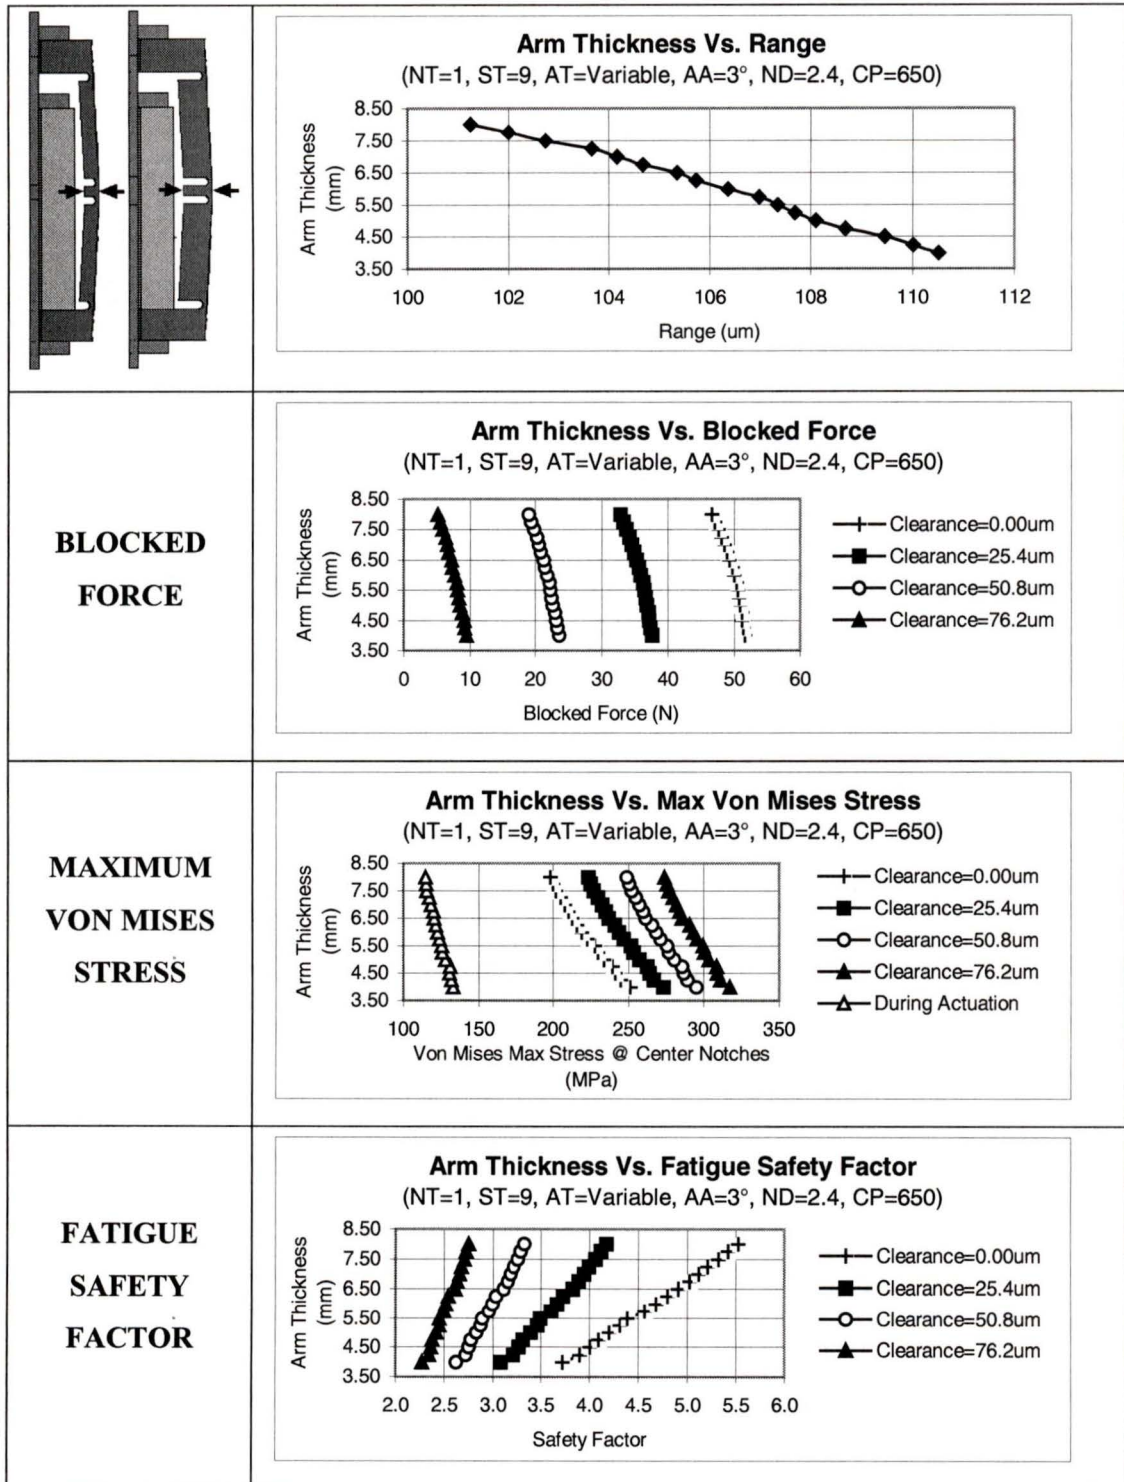 Arm Thickness Vs. Range
(NT=1, ST=9, AT=Variable, AA=3°, ND=2.4, CP=650)
Arm Thickness
(mm)
8.50
7.50
6.50
5.50
4.50
3.50
100 102 104 106 108 110 112
Range (um)
BLOCKED
FORCE
Arm Thickness Vs. Blocked Force
(NT=1, ST=9, AT=Variable, AA=3°, ND=2.4, CP=650)
Arm Thickness
(mm)
8.50
7.50
6.50
5.50
4.50
3.50
0 10 20 30 40 50 60
Blocked Force (N)
Clearance=0.00um
Clearance=25.4um
Clearance=50.8um
Clearance=76.2um
MAXIMUM
VON MISES
STRESS
Arm Thickness Vs. Max Von Mises Stress
(NT=1, ST=9, AT=Variable, AA=3°, ND=2.4, CP=650)
Arm Thickness
(mm)
8.50
7.50
6.50
5.50
4.50
3.50
100 150 200 250 300 350
Von Mises Max Stress @ Center Notches
(MPa)
Clearance=0.00um
Clearance=25.4um
Clearance=50.8um
Clearance=76.2um
During Actuation
FATIGUE
SAFETY
FACTOR
Arm Thickness Vs. Fatigue Safety Factor
(NT=1, ST=9, AT=Variable, AA=3°, ND=2.4, CP=650)
Arm Thickness
(mm)
8.50
7.50
6.50
5.50
4.50
3.50
2.0 2.5 3.0 3.5 4.0 4.5 5.0 5.5 6.0
Safety Factor
Clearance=0.00um
Clearance=25.4um
Clearance=50.8um
Clearance=76.2um